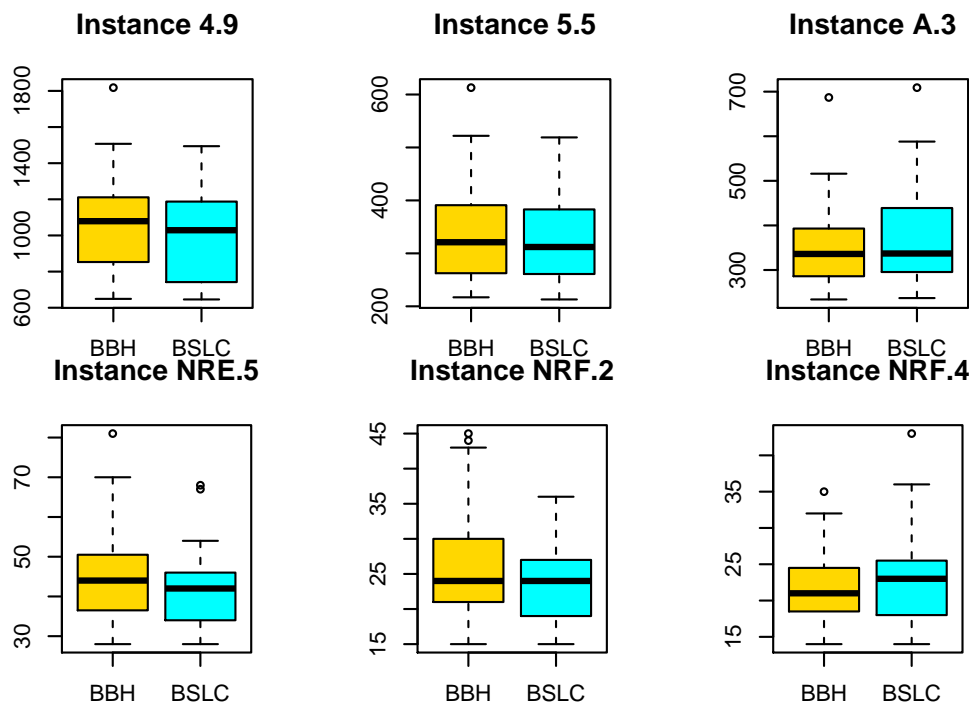 Instance 4.9
600 1000 1400 1800
BBH BSLC
Instance 5.5
200 400 600
BBH BSLC
Instance A.3
300 500 700
BBH BSLC
Instance NRE.5
30 50 70
BBH BSLC
Instance NRF.2
15 25 35 45
BBH BSLC
Instance NRF.4
15 25 35
BBH BSLC